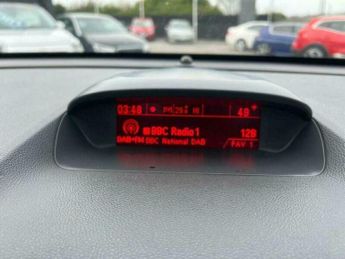 03:48
49
BBC Radio 1
128
DAB+FM BBC National DAB
FAV 1